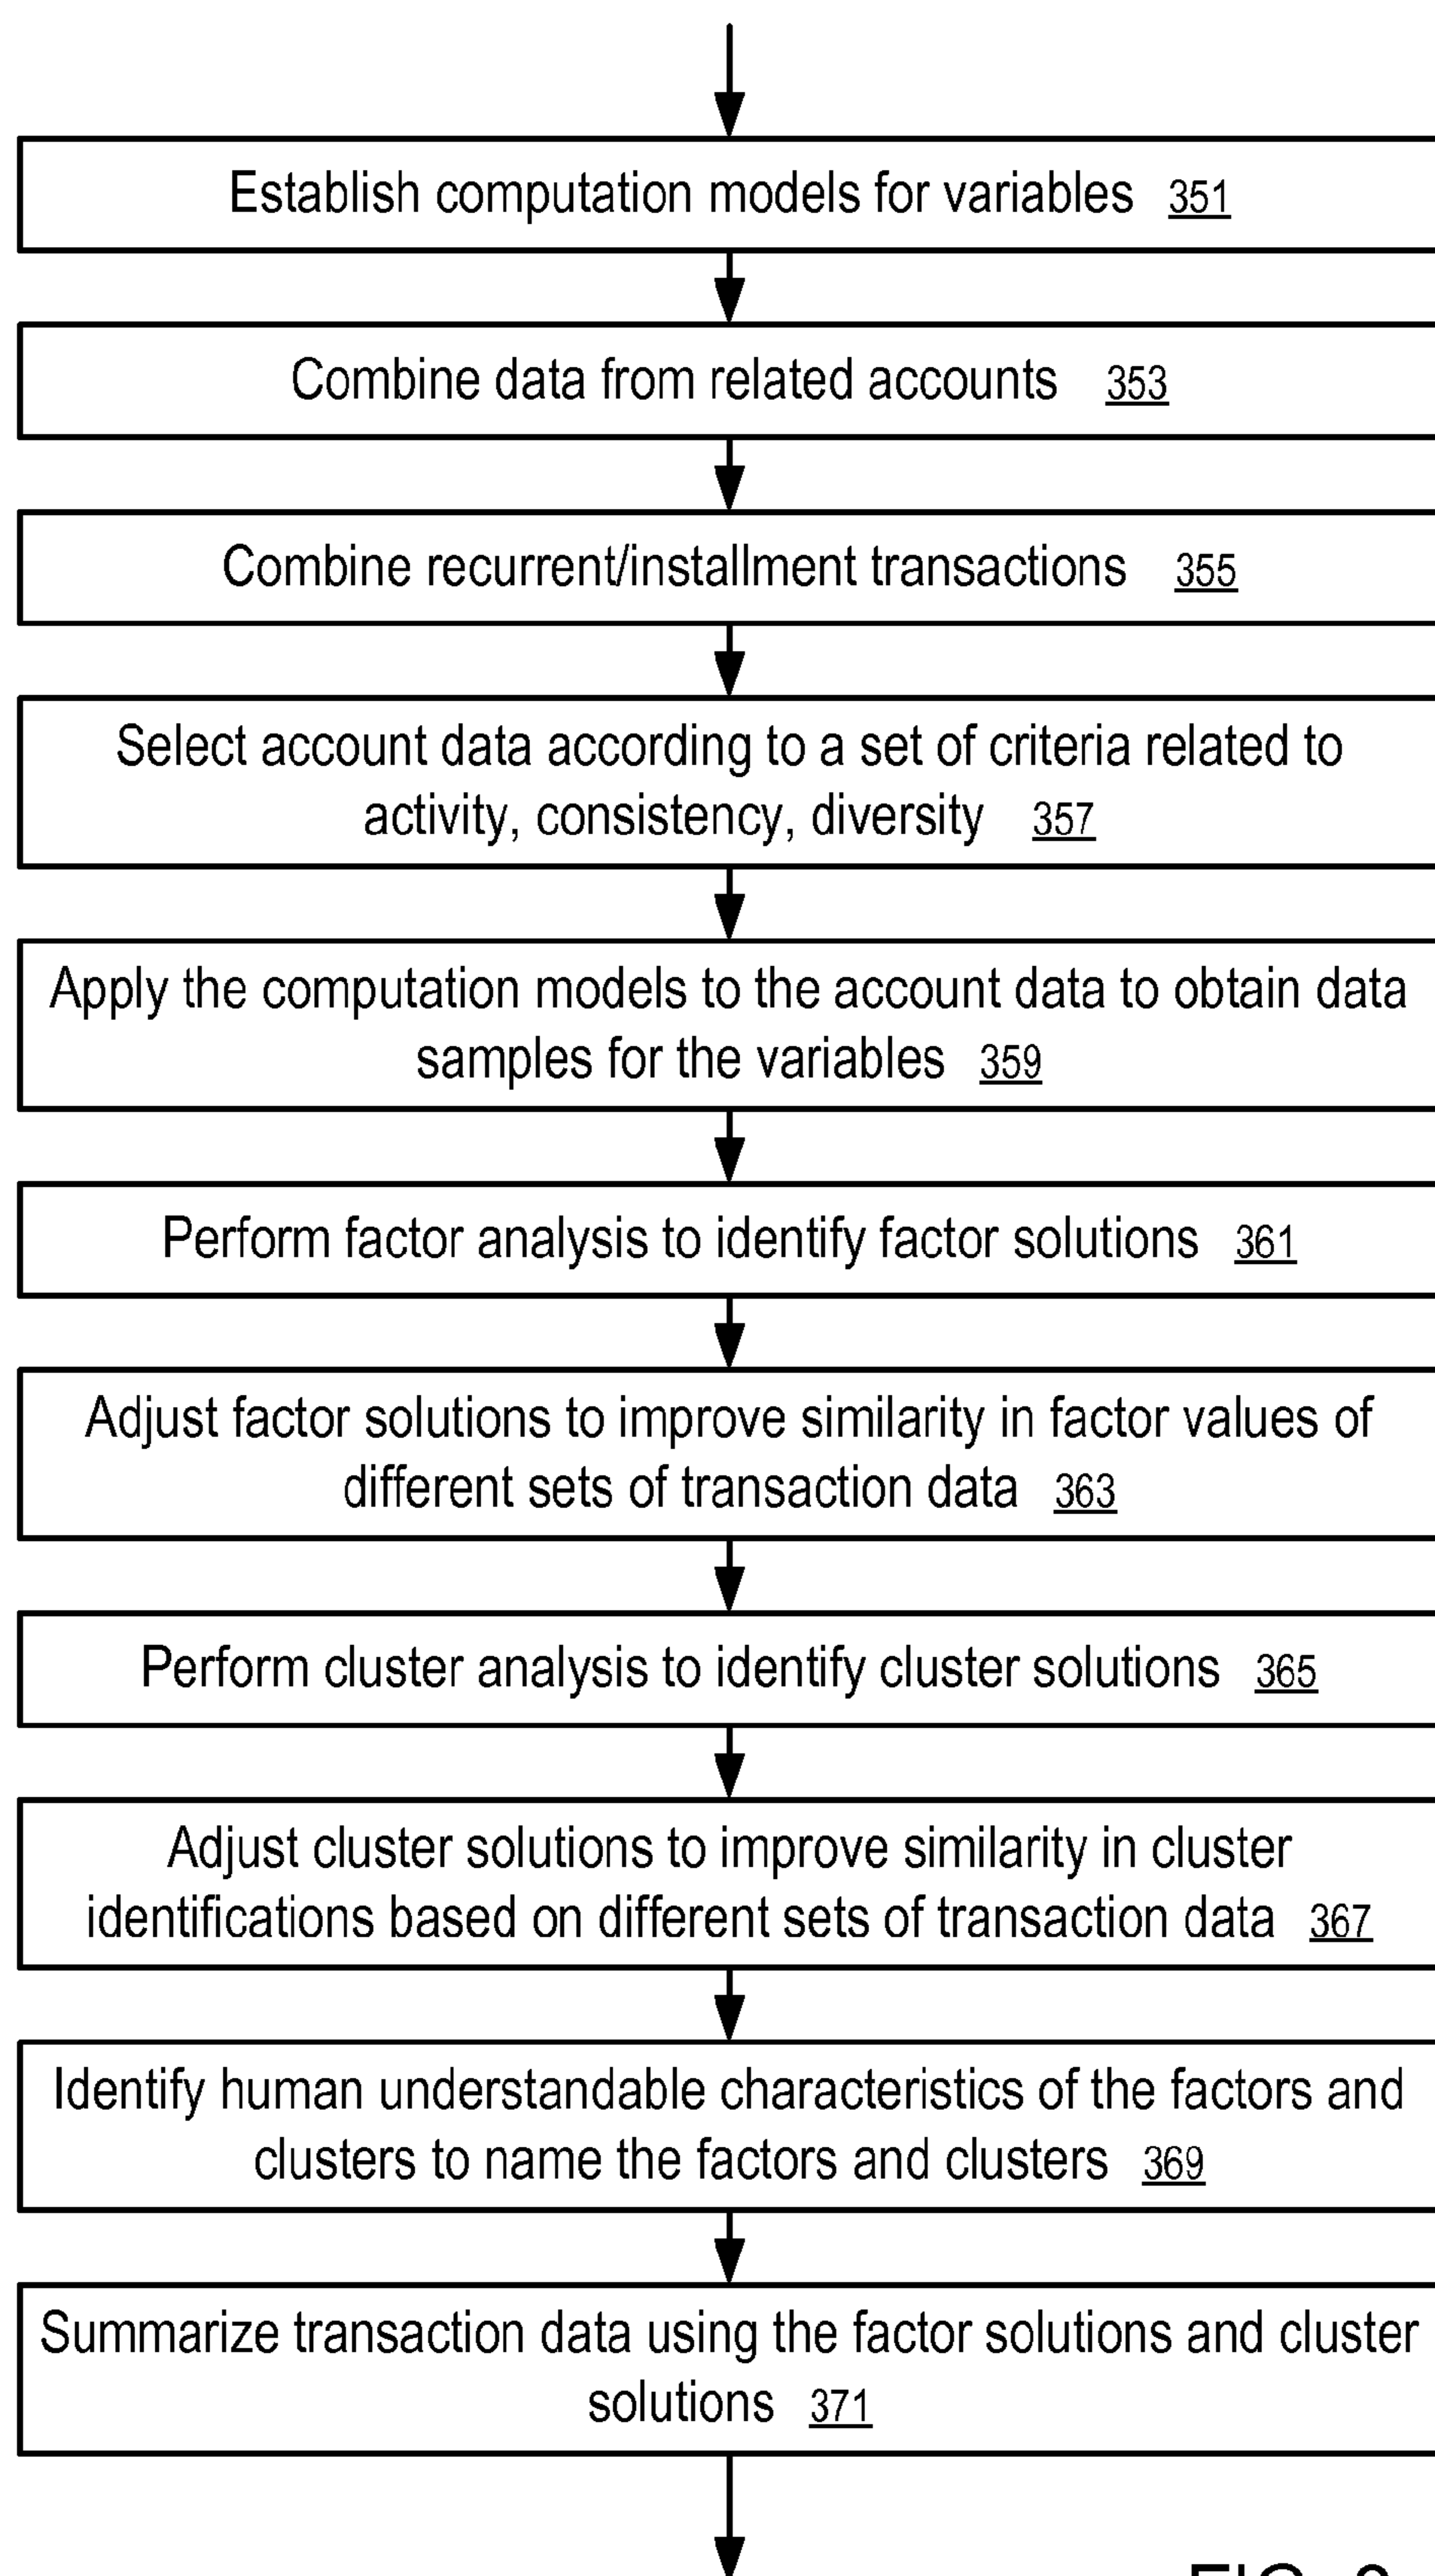 Establish computation models for variables 351
Combine data from related accounts 353
Combine recurrent/installment transactions 355
Select account data according to a set of criteria related to
activity, consistency, diversity 357
Apply the computation models to the account data to obtain data
samples for the variables 359
Perform factor analysis to identify factor solutions 361
Adjust factor solutions to improve similarity in factor values of
different sets of transaction data 363
Perform cluster analysis to identify cluster solutions 365
Adjust cluster solutions to improve similarity in cluster
identifications based on different sets of transaction data 367
Identify human understandable characteristics of the factors and
clusters to name the factors and clusters 369
Summarize transaction data using the factor solutions and cluster
solutions 371